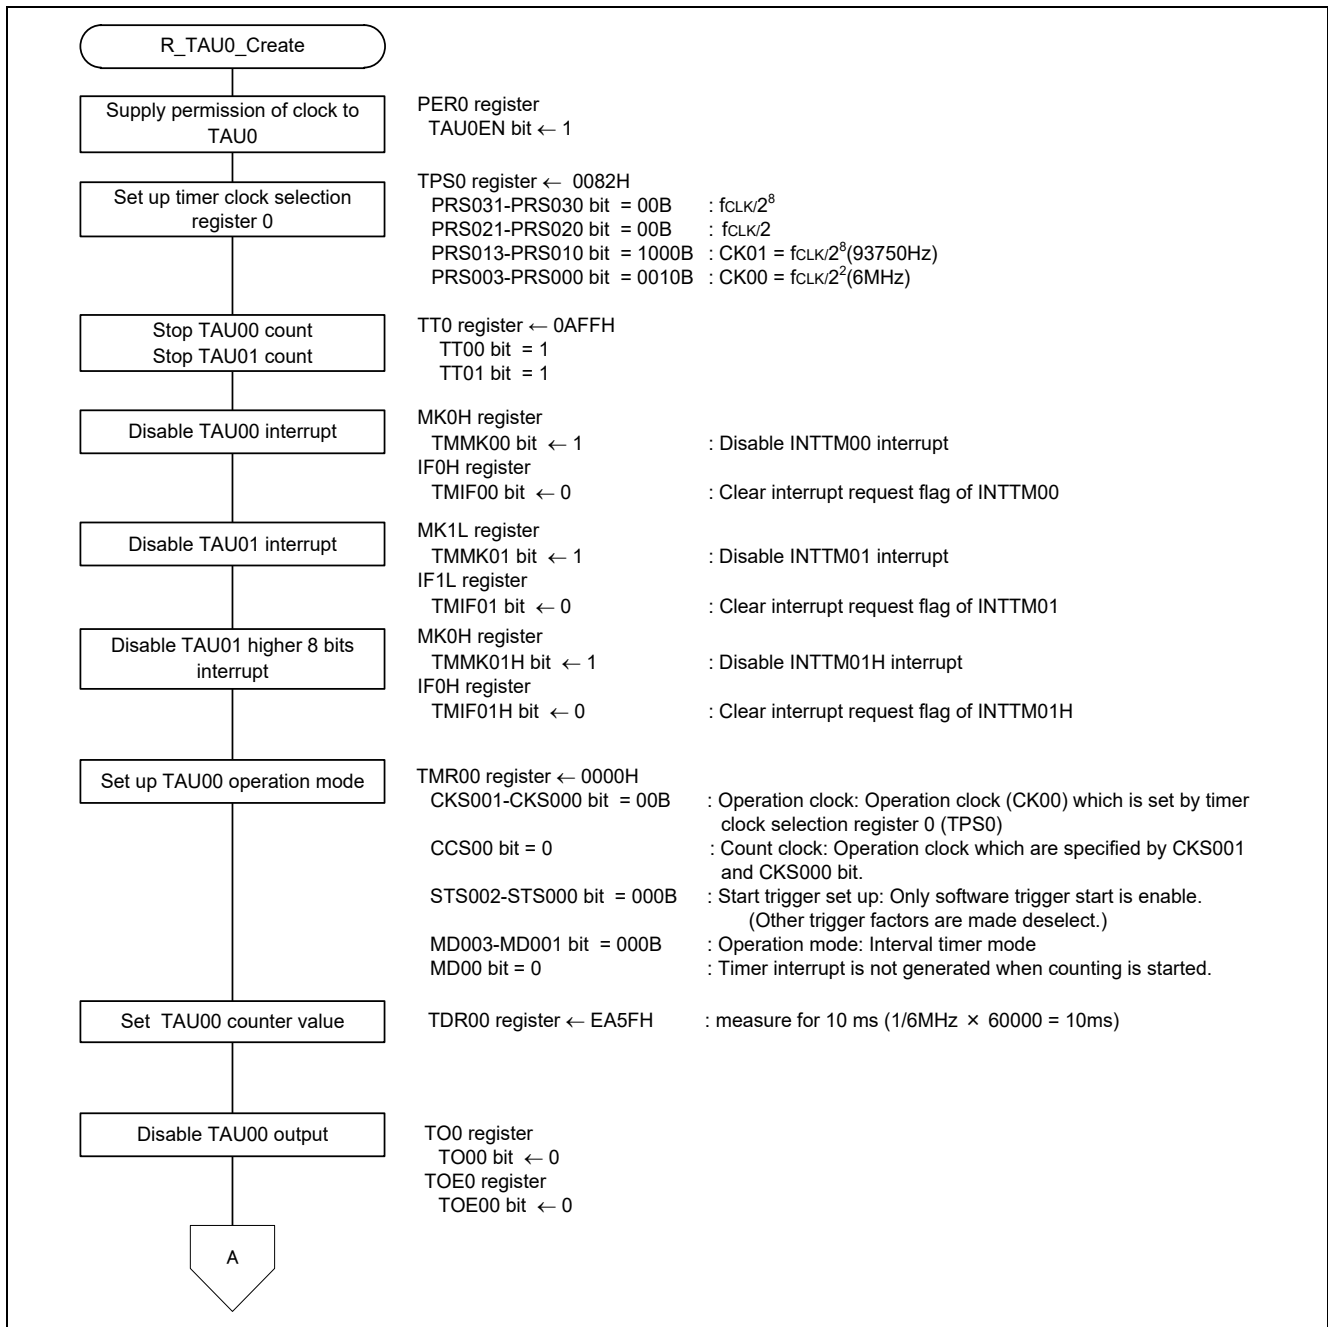 R_TAU0_Create
Supply permission of clock to
TAU0
PER0 register
TAU0EN bit ← 1
Set up timer clock selection
register 0
TPS0 register ← 0082H
PRS031-PRS030 bit = 00B : fCLK/2⁸
PRS021-PRS020 bit = 00B : fCLK/2
PRS013-PRS010 bit = 1000B : CK01 = fCLK/2⁸(93750Hz)
PRS003-PRS000 bit = 0010B : CK00 = fCLK/2²(6MHz)
Stop TAU00 count
Stop TAU01 count
TT0 register ← 0AFFH
TT00 bit = 1
TT01 bit = 1
Disable TAU00 interrupt
MK0H register
TMMK00 bit ← 1 : Disable INTTM00 interrupt
IF0H register
TMIF00 bit ← 0 : Clear interrupt request flag of INTTM00
Disable TAU01 interrupt
MK1L register
TMMK01 bit ← 1 : Disable INTTM01 interrupt
IF1L register
TMIF01 bit ← 0 : Clear interrupt request flag of INTTM01
Disable TAU01 higher 8 bits
interrupt
MK0H register
TMMK01H bit ← 1 : Disable INTTM01H interrupt
IF0H register
TMIF01H bit ← 0 : Clear interrupt request flag of INTTM01H
Set up TAU00 operation mode
TMR00 register ← 0000H
CKS001-CKS000 bit = 00B : Operation clock: Operation clock (CK00) which is set by timer
clock selection register 0 (TPS0)
CCS00 bit = 0 : Count clock: Operation clock which are specified by CKS001
and CKS000 bit.
STS002-STS000 bit = 000B : Start trigger set up: Only software trigger start is enable.
(Other trigger factors are made deselect.)
MD003-MD001 bit = 000B : Operation mode: Interval timer mode
MD00 bit = 0 : Timer interrupt is not generated when counting is started.
Set TAU00 counter value
TDR00 register ← EA5FH : measure for 10 ms (1/6MHz × 60000 = 10ms)
Disable TAU00 output
TO0 register
TO00 bit ← 0
TOE0 register
TOE00 bit ← 0
A